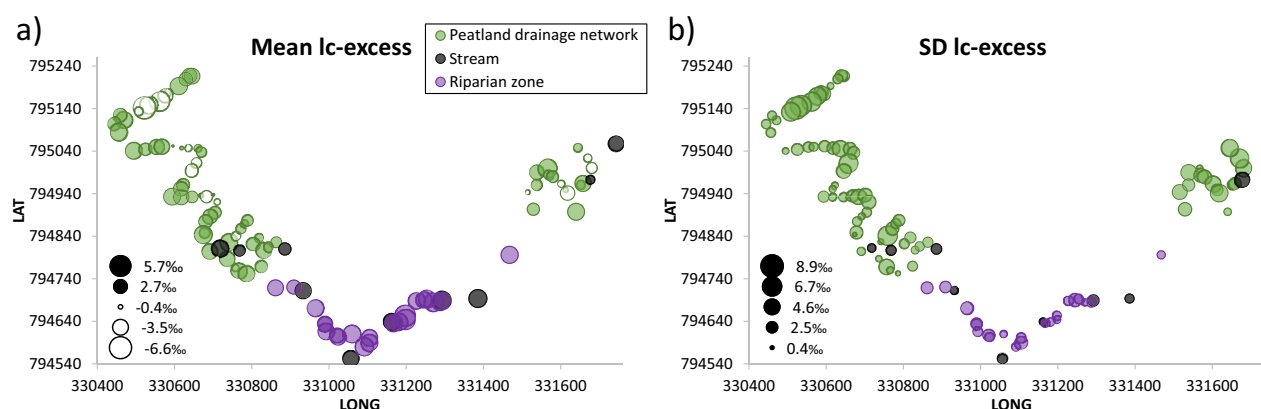 a)
Mean lc-excess
Peatland drainage network
Stream
Riparian zone
795240
795140
795040
794940
794840
794740
794640
794540
LAT
5.7‰
2.7‰
-0.4‰
-3.5‰
-6.6‰
330400 330600 330800 331000 331200 331400 331600
LONG
b)
SD lc-excess
795240
795140
795040
794940
794840
794740
794640
794540
LAT
8.9‰
6.7‰
4.6‰
2.5‰
0.4‰
330400 330600 330800 331000 331200 331400 331600
LONG